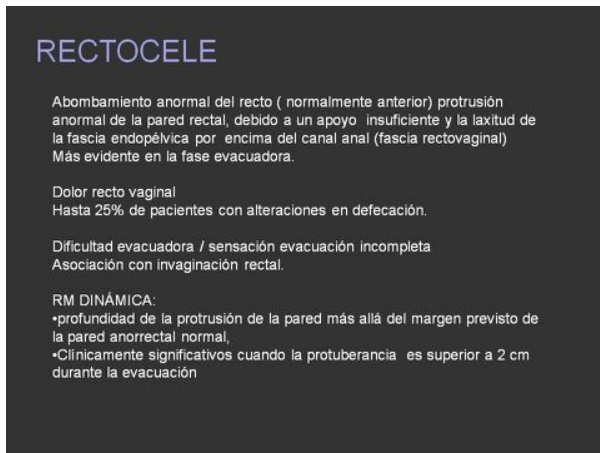 RECTOCELE
Abombamiento anormal del recto ( normalmente anterior) protrusión
anormal de la pared rectal, debido a un apoyo insuficiente y la laxitud de
la fascia endopélvica por encima del canal anal (fascia rectovaginal)
Más evidente en la fase evacuadora.
Dolor recto vaginal
Hasta 25% de pacientes con alteraciones en defecación.
Dificultad evacuadora / sensación evacuación incompleta
Asociación con invaginación rectal.
RM DINÁMICA:
•profundidad de la protrusión de la pared más allá del margen previsto de
la pared anorrectal normal,
•Clínicamente significativos cuando la protuberancia es superior a 2 cm
durante la evacuación